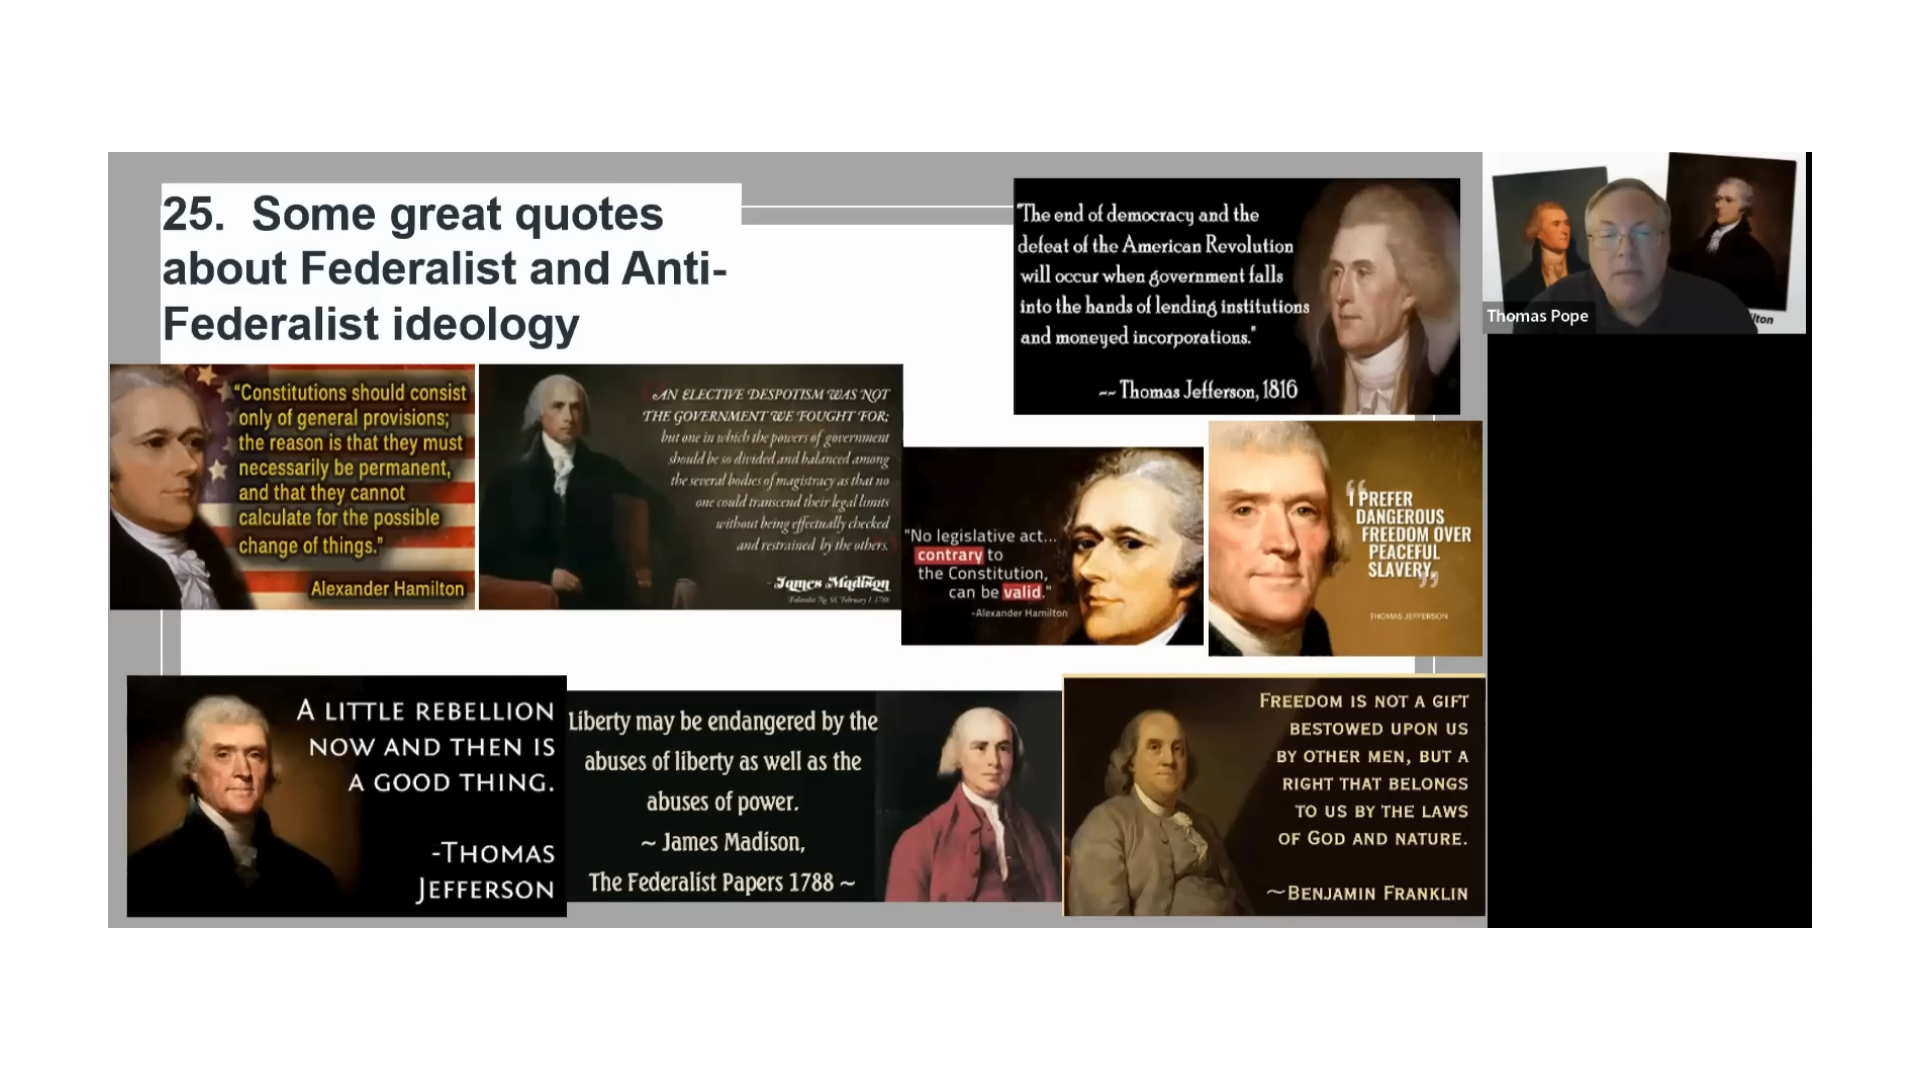 25.  Some great quotes
about Federalist and Anti-
Federalist ideology
"The end of democracy and the
defeat of the American Revolution
will occur when government falls
into the hands of lending institutions
and moneyed incorporations."
-- Thomas Jefferson, 1816
Thomas Pope
lton
"Constitutions should consist
only of general provisions;
the reason is that they must
necessarily be permanent,
and that they cannot
calculate for the possible
change of things."
Alexander Hamilton
AN ELECTIVE DESPOTISM WAS NOT
THE GOVERNMENT WE FOUGHT FOR;
but one in which the powers of government
should be so divided and balanced among
the several bodies of magistracy as that no
one could transcend their legal limits
without being effectually checked
and restrained by the others.
- James Madison
Federalist No. 58, February 1, 1788
"No legislative act...
contrary to
the Constitution,
can be valid."
-Alexander Hamilton
“I PREFER
DANGEROUS
FREEDOM OVER
PEACEFUL
SLAVERY”
THOMAS JEFFERSON
A LITTLE REBELLION
NOW AND THEN IS
A GOOD THING.
-THOMAS
JEFFERSON
Liberty may be endangered by the
abuses of liberty as well as the
abuses of power.
~ James Madison,
The Federalist Papers 1788 ~
FREEDOM IS NOT A GIFT
BESTOWED UPON US
BY OTHER MEN, BUT A
RIGHT THAT BELONGS
TO US BY THE LAWS
OF GOD AND NATURE.
~BENJAMIN FRANKLIN